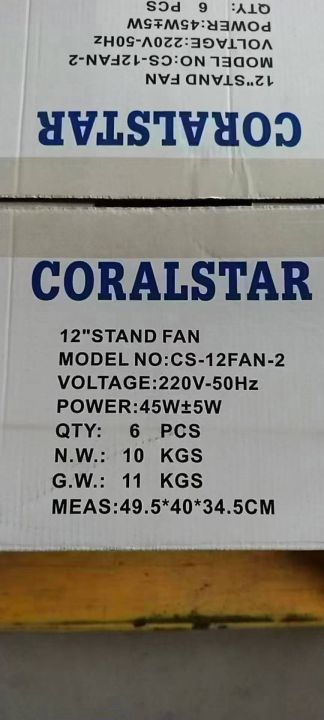 QTY: 6 PCS
POWER:45W±5W
VOLTAGE:220V-50Hz
MODEL NO:CS-12FAN-2
12"STAND FAN
CORALSTAR
CORALSTAR
12"STAND FAN
MODEL NO:CS-12FAN-2
VOLTAGE:220V-50Hz
POWER:45W±5W
QTY: 6 PCS
N.W.: 10 KGS
G.W.: 11 KGS
MEAS:49.5*40*34.5CM